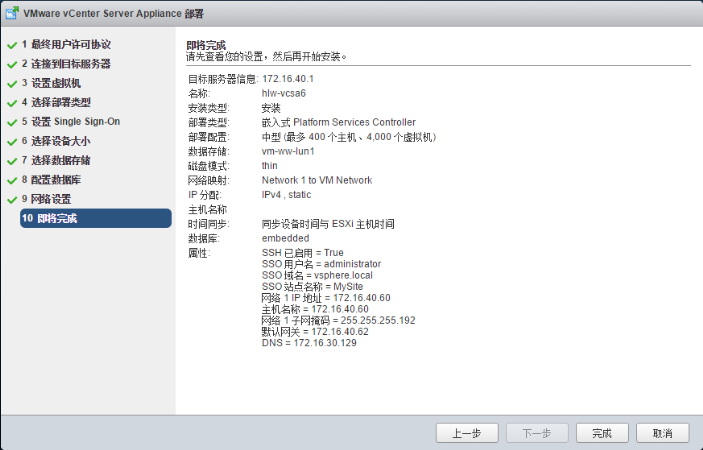 VMware vCenter Server Appliance 部署
1 最终用户许可协议
2 连接到目标服务器
3 设置虚拟机
4 选择部署类型
5 设置 Single Sign-On
6 选择设备大小
7 选择数据存储
8 配置数据库
9 网络设置
10 即将完成
即将完成
请先查看您的设置，然后再开始安装。
目标服务器信息: 172.16.40.1
名称: hlw-vcsa6
安装类型: 安装
部署类型: 嵌入式 Platform Services Controller
部署配置: 中型 (最多 400 个主机、4,000 个虚拟机)
数据存储: vm-ww-lun1
磁盘模式: thin
网络映射: Network 1 to VM Network
IP 分配: IPv4 , static
主机名称
时间同步: 同步设备时间与 ESXi 主机时间
数据库: embedded
属性: SSH 已启用 = True
SSO 用户名 = administrator
SSO 域名 = vsphere.local
SSO 站点名称 = MySite
网络 1 IP 地址 = 172.16.40.60
主机名称 = 172.16.40.60
网络 1 子网掩码 = 255.255.255.192
默认网关 = 172.16.40.62
DNS = 172.16.30.129
上一步 下一步 完成 取消